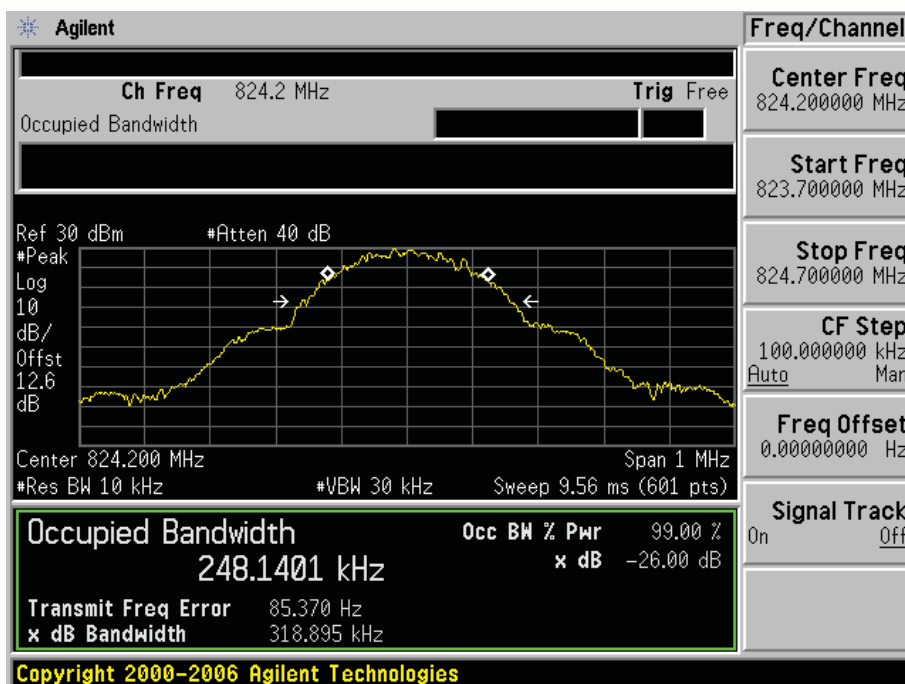 Agilent
Ch Freq 824.2 MHz Trig Free
Occupied Bandwidth
Ref 30 dBm #Atten 40 dB
#Peak
Log
10
dB/
Offst
12.6
dB
Center 824.200 MHz Span 1 MHz
#Res BW 10 kHz #VBW 30 kHz Sweep 9.56 ms (601 pts)
Occupied Bandwidth
248.1401 kHz
Occ BW % Pwr 99.00 %
x dB -26.00 dB
Transmit Freq Error 85.370 Hz
x dB Bandwidth 318.895 kHz
Copyright 2000-2006 Agilent Technologies
Freq/Channel
Center Freq
824.200000 MHz
Start Freq
823.700000 MHz
Stop Freq
824.700000 MHz
CF Step
100.000000 kHz
Auto Man
Freq Offset
0.00000000 Hz
Signal Track
On Off